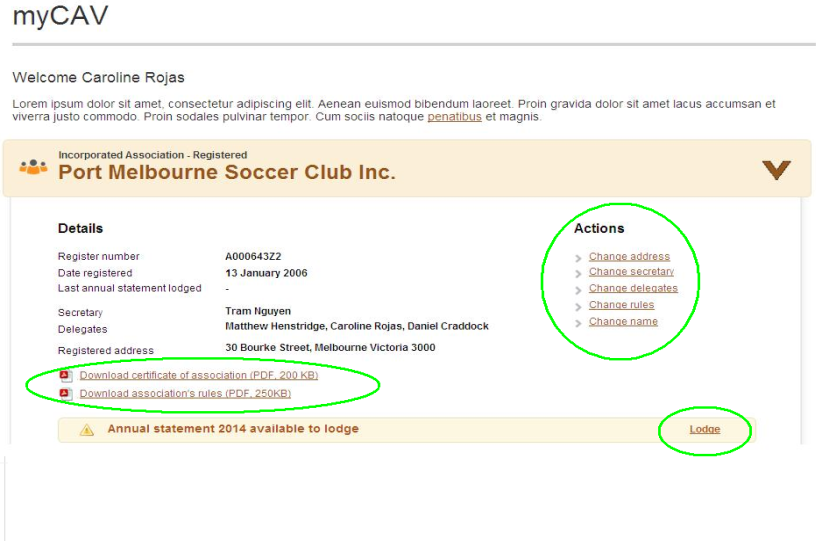 myCAV
Welcome Caroline Rojas
Lorem ipsum dolor sit amet, consectetur adipiscing elit. Aenean euismod bibendum laoreet. Proin gravida dolor sit amet lacus accumsan et
viverra justo commodo. Proin sodales pulvinar tempor. Cum sociis natoque penatibus et magnis.
Incorporated Association - Registered
Port Melbourne Soccer Club Inc.
Details
Register number A000643Z2
Date registered 13 January 2006
Last annual statement lodged -
Secretary Tram Nguyen
Delegates Matthew Henstridge, Caroline Rojas, Daniel Craddock
Registered address 30 Bourke Street, Melbourne Victoria 3000
Download certificate of association (PDF, 200 KB)
Download association's rules (PDF, 250KB)
Actions
Change address
Change secretary
Change delegates
Change rules
Change name
Annual statement 2014 available to lodge Lodge